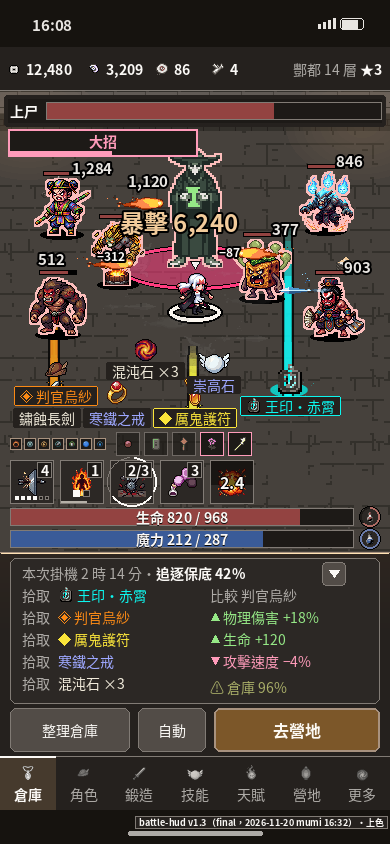 16:08
12,480
3,209
86
4
酆都 14 層 ★3
上尸
大招
1,284
1,120
846
暴擊 6,240
377
−312
87
512
903
混沌石 ×3
崇高石
判官烏紗
王印・赤霄
鏽蝕長劍
寒鐵之戒
厲鬼護符
4
1
2/3
3
2.4
生命 820 / 968
魔力 212 / 287
本次掛機 2 時 14 分・追逐保底 42%
拾取 王印・赤霄
拾取 判官烏紗
拾取 厲鬼護符
拾取 寒鐵之戒
拾取 混沌石 ×3
比較 判官烏紗
▲物理傷害 +18%
▲生命 +120
▼攻擊速度 −4%
⚠ 倉庫 96%
整理倉庫
自動
去營地
倉庫
角色
鍛造
技能
天賦
營地
更多
battle-hud v1.3（final，2026-11-20 mumi 16:32）・上色